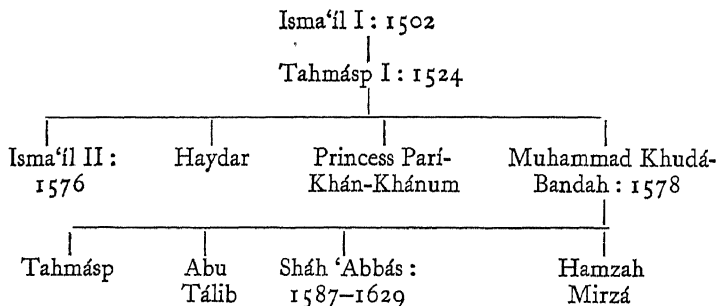 Isma‘íl I : 1502
Tahmásp I : 1524
Isma‘íl II : Haydar Princess Parí- Muhammad Khudá-
1576 Khán-Khánum Bandah : 1578
Tahmásp Abu Sháh ‘Abbás : Hamzah
Tálib 1587–1629 Mirzá